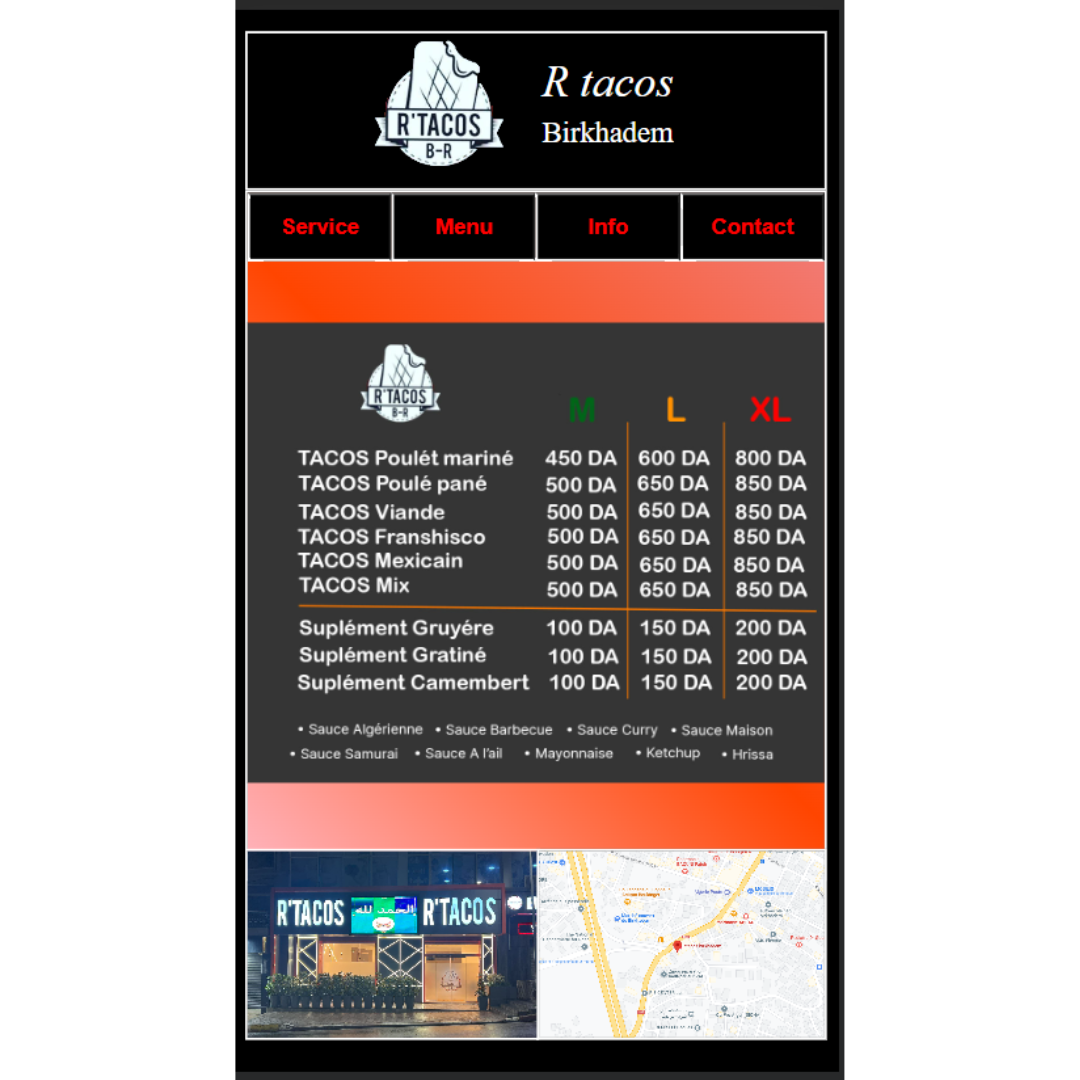 R'TACOS
B-R
R tacos
Birkhadem
Service Menu Info Contact
R'TACOS
B-R
M L XL
TACOS Poulét mariné 450 DA 600 DA 800 DA
TACOS Poulé pané 500 DA 650 DA 850 DA
TACOS Viande 500 DA 650 DA 850 DA
TACOS Franshisco 500 DA 650 DA 850 DA
TACOS Mexicain 500 DA 650 DA 850 DA
TACOS Mix 500 DA 650 DA 850 DA
Suplément Gruyére 100 DA 150 DA 200 DA
Suplément Gratiné 100 DA 150 DA 200 DA
Suplément Camembert 100 DA 150 DA 200 DA
• Sauce Algérienne • Sauce Barbecue • Sauce Curry • Sauce Maison
• Sauce Samurai • Sauce A l'ail • Mayonnaise • Ketchup • Hrissa
R'TACOS الحمد لله R'TACOS